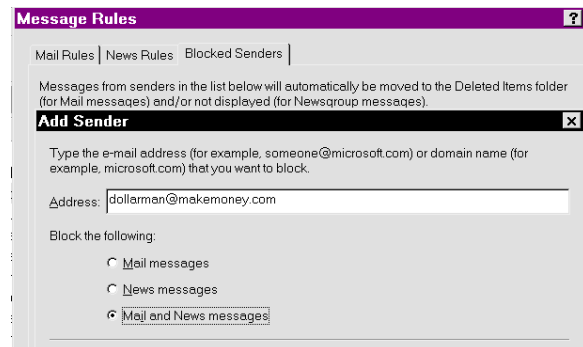 Message Rules
?
Mail Rules
News Rules
Blocked Senders
Messages from senders in the list below will automatically be moved to the Deleted Items folder
(for Mail messages) and/or not displayed (for Newsgroup messages).
Add Sender
Type the e-mail address (for example, someone@microsoft.com) or domain name (for
example, microsoft.com) that you want to block.
Address: dollarman@makemoney.com
Block the following:
Mail messages
News messages
Mail and News messages